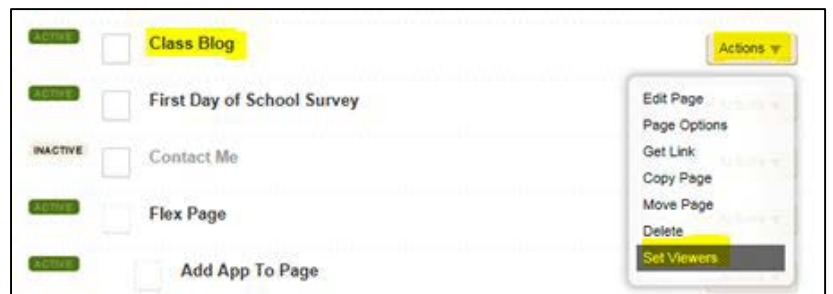 ACTIVE Class Blog Actions ▼
ACTIVE First Day of School Survey
INACTIVE Contact Me
ACTIVE Flex Page
ACTIVE Add App To Page
Edit Page
Page Options
Get Link
Copy Page
Move Page
Delete
Set Viewers